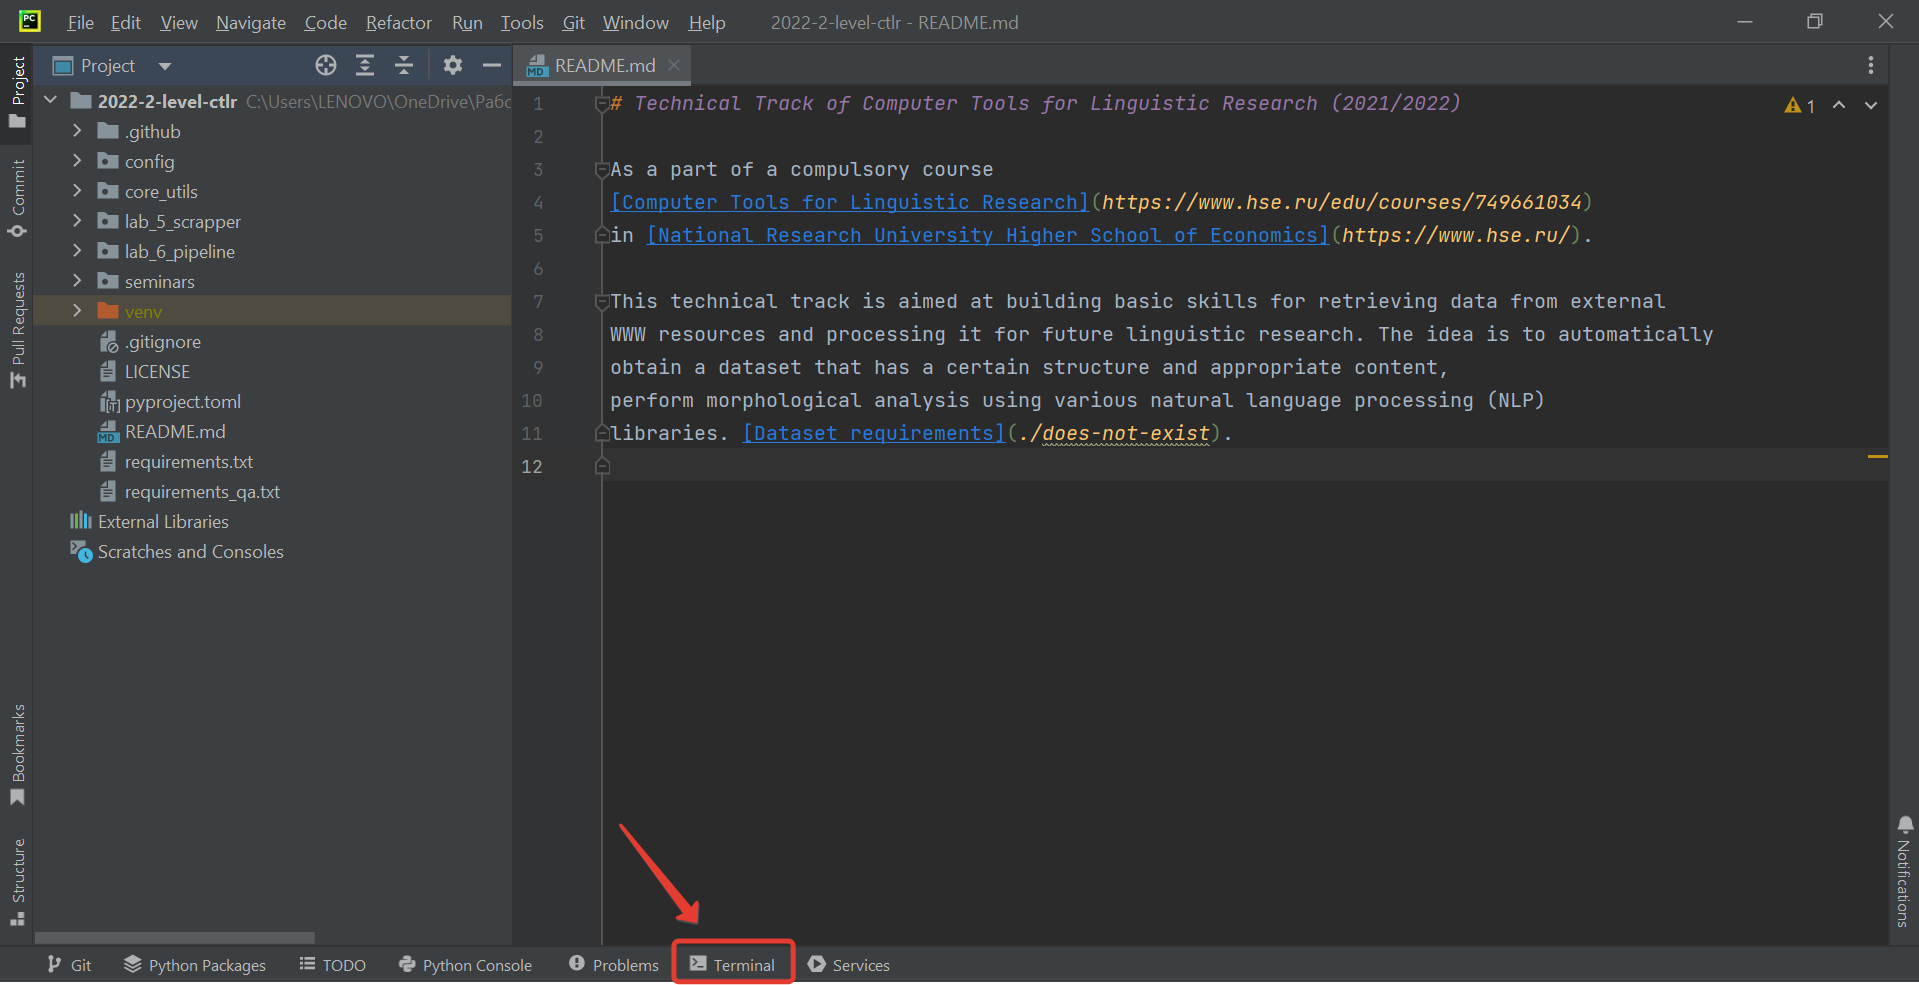 PC
File Edit View Navigate Code Refactor Run Tools Git Window Help 2022-2-level-ctlr - README.md
Project
Commit
Pull Requests
Bookmarks
Structure
Project
2022-2-level-ctlr C:\Users\LENOVO\OneDrive\Рабс
.github
config
core_utils
lab_5_scrapper
lab_6_pipeline
seminars
venv
.gitignore
LICENSE
pyproject.toml
MD README.md
requirements.txt
requirements_qa.txt
External Libraries
Scratches and Consoles
MD README.md
1
1 # Technical Track of Computer Tools for Linguistic Research (2021/2022)
2
3 As a part of a compulsory course
4 [Computer Tools for Linguistic Research](https://www.hse.ru/edu/courses/749661034)
5 in [National Research University Higher School of Economics](https://www.hse.ru/).
6
7 This technical track is aimed at building basic skills for retrieving data from external
8 WWW resources and processing it for future linguistic research. The idea is to automatically
9 obtain a dataset that has a certain structure and appropriate content,
10 perform morphological analysis using various natural language processing (NLP)
11 libraries. [Dataset requirements](./does-not-exist).
12
Notifications
Git Python Packages TODO Python Console Problems Terminal Services